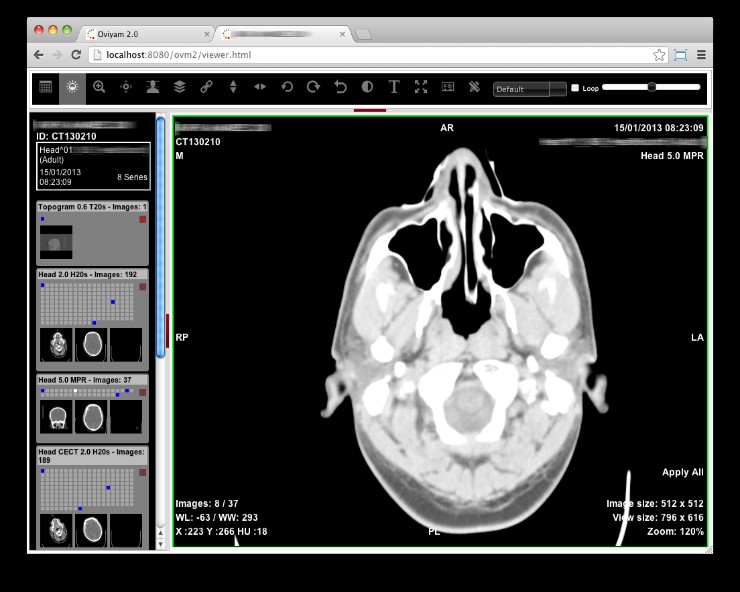 Oviyam 2.0
localhost:8080/ovm2/viewer.html
T
Default
Loop
ID: CT130210
Head^01
(Adult)
15/01/2013
08:23:09
8 Series
Topogram 0.6 T20s - Images: 1
Head 2.0 H20s - Images: 192
Head 5.0 MPR - Images: 37
Head CECT 2.0 H20s - Images:
189
AR
15/01/2013 08:23:09
CT130210
M
Head 5.0 MPR
RP
LA
Apply All
Images: 8 / 37
Image size: 512 x 512
WL: -63 / WW: 293
View size: 796 x 616
X :223 Y :266 HU :18
PL
Zoom: 120%